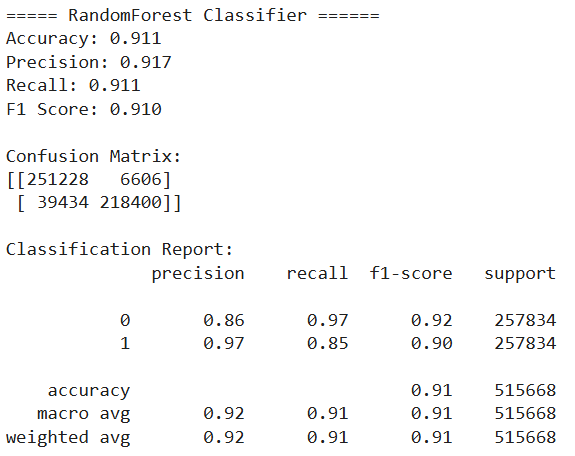 ===== RandomForest Classifier ======
Accuracy: 0.911
Precision: 0.917
Recall: 0.911
F1 Score: 0.910
Confusion Matrix:
[[251228   6606]
 [ 39434 218400]]
Classification Report:
              precision    recall  f1-score   support
           0       0.86      0.97      0.92    257834
           1       0.97      0.85      0.90    257834
    accuracy                           0.91    515668
   macro avg       0.92      0.91      0.91    515668
weighted avg       0.92      0.91      0.91    515668